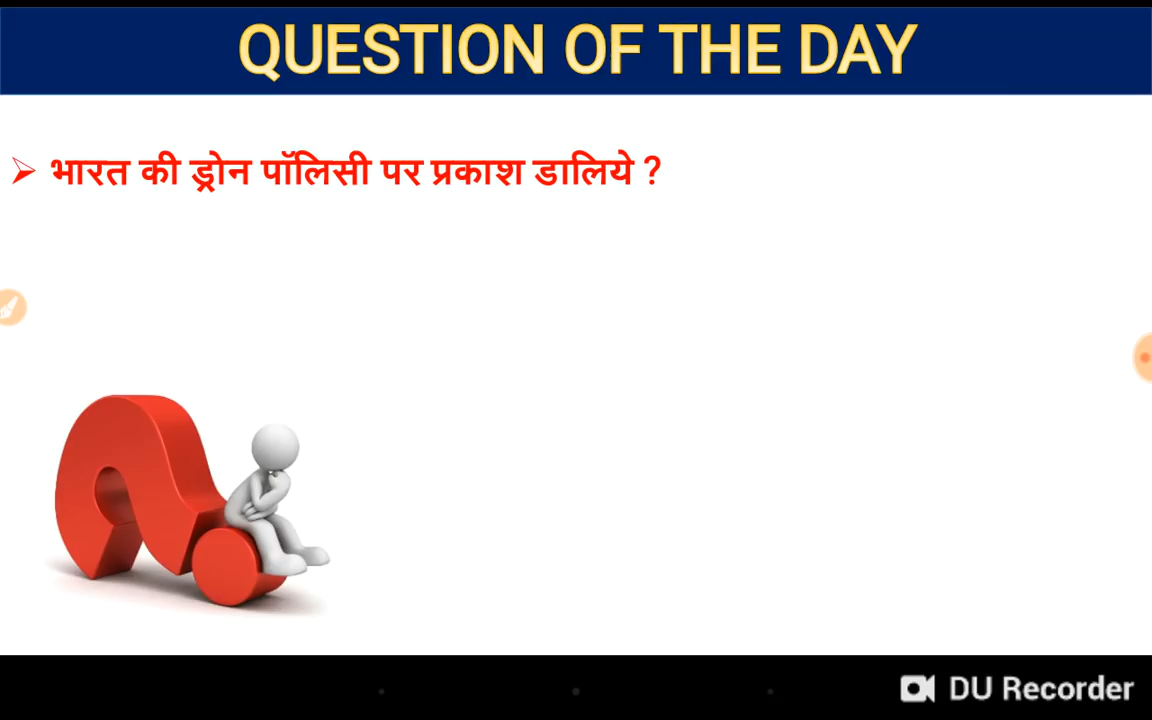 QUESTION OF THE DAY
भारत की ड्रोन पॉलिसी पर प्रकाश डालिये ?
DU Recorder